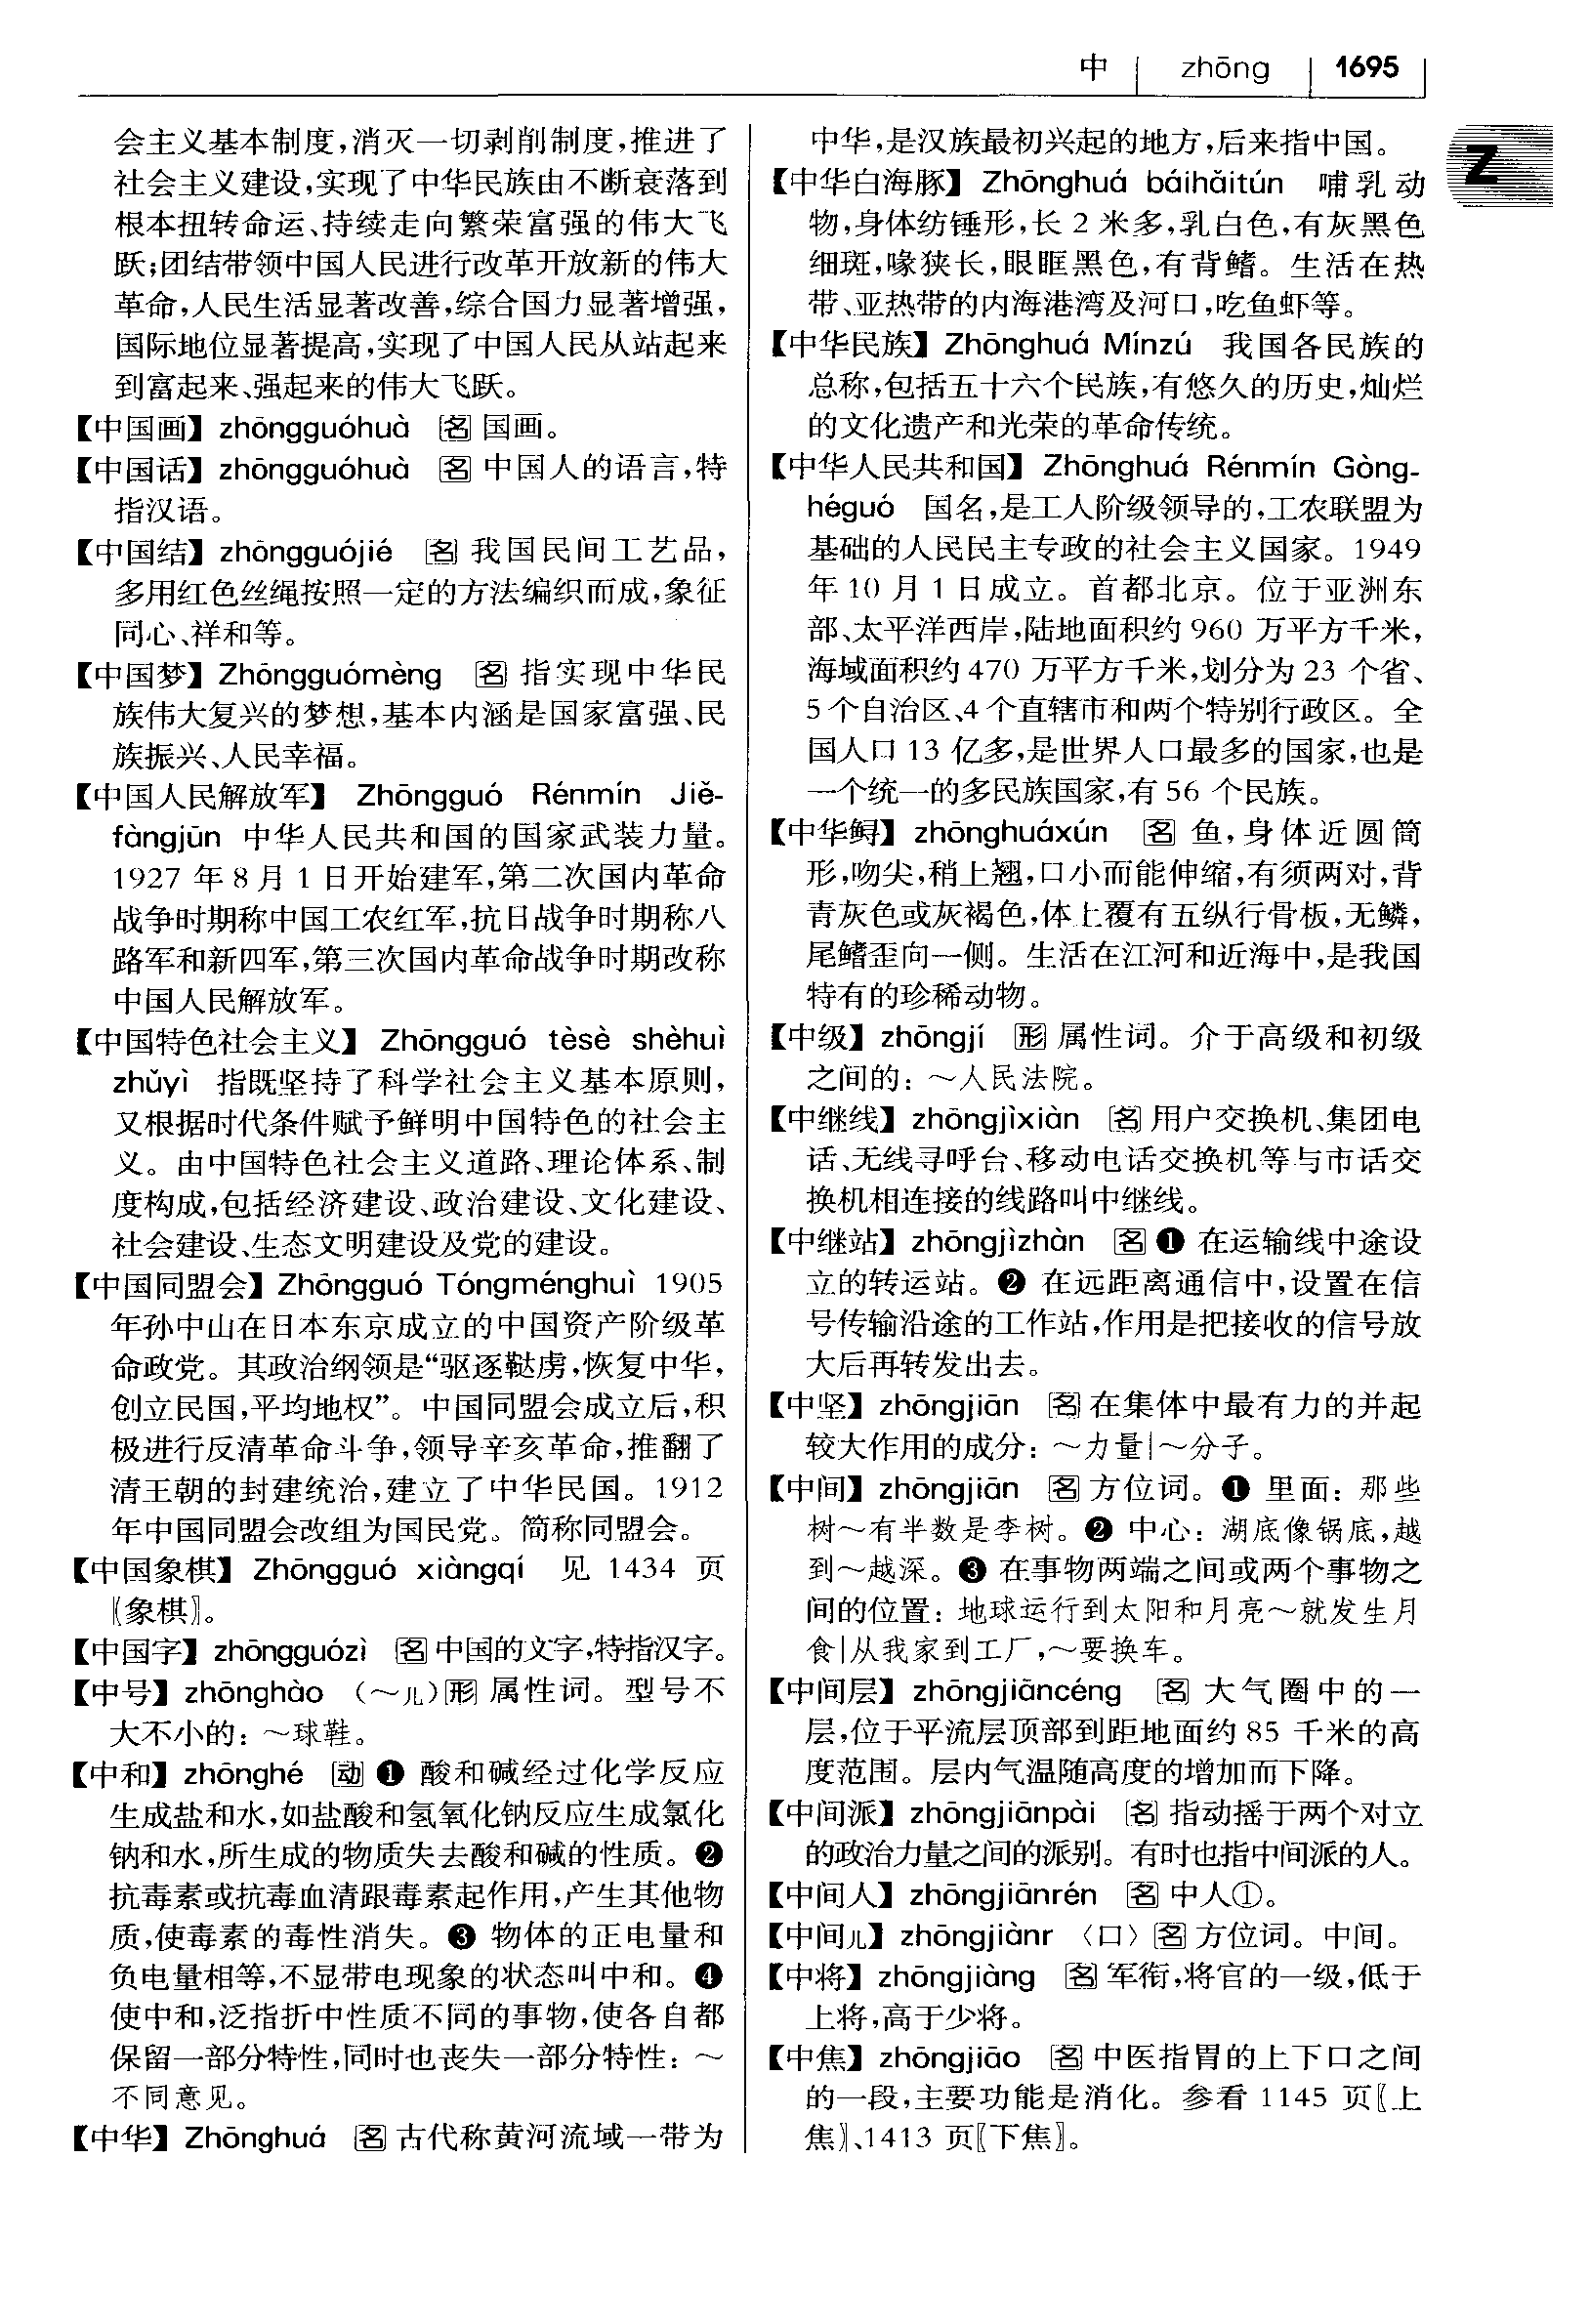 中 | zhōng | 1695
Z
会主义基本制度，消灭一切剥削制度，推进了
社会主义建设，实现了中华民族由不断衰落到
根本扭转命运、持续走向繁荣富强的伟大飞
跃；团结带领中国人民进行改革开放新的伟大
革命，人民生活显著改善，综合国力显著增强，
国际地位显著提高，实现了中国人民从站起来
到富起来、强起来的伟大飞跃。
【中国画】zhōngguóhuà 名 国画。
【中国话】zhōngguóhuà 名 中国人的语言，特
指汉语。
【中国结】zhōngguójié 名 我国民间工艺品，
多用红色丝绳按照一定的方法编织而成，象征
同心、祥和等。
【中国梦】Zhōngguómèng 名 指实现中华民
族伟大复兴的梦想，基本内涵是国家富强、民
族振兴、人民幸福。
【中国人民解放军】 Zhōngguó Rénmín Jiě-
fàngjūn 中华人民共和国的国家武装力量。
1927 年 8 月 1 日开始建军，第二次国内革命
战争时期称中国工农红军，抗日战争时期称八
路军和新四军，第三次国内革命战争时期改称
中国人民解放军。
【中国特色社会主义】 Zhōngguó tèsè shèhuì
zhǔyì 指既坚持了科学社会主义基本原则，
又根据时代条件赋予鲜明中国特色的社会主
义。由中国特色社会主义道路、理论体系、制
度构成，包括经济建设、政治建设、文化建设、
社会建设、生态文明建设及党的建设。
【中国同盟会】Zhōngguó Tóngménghuì 1905
年孙中山在日本东京成立的中国资产阶级革
命政党。其政治纲领是“驱逐鞑虏，恢复中华，
创立民国，平均地权”。中国同盟会成立后，积
极进行反清革命斗争，领导辛亥革命，推翻了
清王朝的封建统治，建立了中华民国。1912
年中国同盟会改组为国民党。简称同盟会。
【中国象棋】Zhōngguó xiàngqí 见 1434 页
〖象棋〗。
【中国字】zhōngguózì 名 中国的文字，特指汉字。
【中号】zhōnghào （～儿）形 属性词。型号不
大不小的：～球鞋。
【中和】zhōnghé 动 ❶ 酸和碱经过化学反应
生成盐和水，如盐酸和氢氧化钠反应生成氯化
钠和水，所生成的物质失去酸和碱的性质。❷
抗毒素或抗毒血清跟毒素起作用，产生其他物
质，使毒素的毒性消失。❸ 物体的正电量和
负电量相等，不显带电现象的状态叫中和。❹
使中和，泛指折中性质不同的事物，使各自都
保留一部分特性，同时也丧失一部分特性：～
不同意见。
【中华】Zhōnghuá 名 古代称黄河流域一带为
中华，是汉族最初兴起的地方，后来指中国。
【中华白海豚】Zhōnghuá báihǎitún 哺乳动
物，身体纺锤形，长 2 米多，乳白色，有灰黑色
细斑，喙狭长，眼眶黑色，有背鳍。生活在热
带、亚热带的内海港湾及河口，吃鱼虾等。
【中华民族】Zhōnghuá Mínzú 我国各民族的
总称，包括五十六个民族，有悠久的历史，灿烂
的文化遗产和光荣的革命传统。
【中华人民共和国】Zhōnghuá Rénmín Gòng-
héguó 国名，是工人阶级领导的，工农联盟为
基础的人民民主专政的社会主义国家。1949
年 10 月 1 日成立。首都北京。位于亚洲东
部、太平洋西岸，陆地面积约 960 万平方千米，
海域面积约 470 万平方千米，划分为 23 个省、
5 个自治区、4 个直辖市和两个特别行政区。全
国人口 13 亿多，是世界人口最多的国家，也是
一个统一的多民族国家，有 56 个民族。
【中华鲟】zhōnghuáxún 名 鱼，身体近圆筒
形，吻尖，稍上翘，口小而能伸缩，有须两对，背
青灰色或灰褐色，体上覆有五纵行骨板，无鳞，
尾鳍歪向一侧。生活在江河和近海中，是我国
特有的珍稀动物。
【中级】zhōngjí 形 属性词。介于高级和初级
之间的：～人民法院。
【中继线】zhōngjìxiàn 名 用户交换机、集团电
话、无线寻呼台、移动电话交换机等与市话交
换机相连接的线路叫中继线。
【中继站】zhōngjìzhàn 名 ❶ 在运输线中途设
立的转运站。❷ 在远距离通信中，设置在信
号传输沿途的工作站，作用是把接收的信号放
大后再转发出去。
【中坚】zhōngjiān 名 在集体中最有力的并起
较大作用的成分：～力量|～分子。
【中间】zhōngjiān 名 方位词。❶ 里面：那些
树～有半数是李树。❷ 中心：湖底像锅底，越
到～越深。❸ 在事物两端之间或两个事物之
间的位置：地球运行到太阳和月亮～就发生月
食|从我家到工厂，～要换车。
【中间层】zhōngjiāncéng 名 大气圈中的一
层，位于平流层顶部到距地面约 85 千米的高
度范围。层内气温随高度的增加而下降。
【中间派】zhōngjiānpài 名 指动摇于两个对立
的政治力量之间的派别。有时也指中间派的人。
【中间人】zhōngjiānrén 名 中人①。
【中间儿】zhōngjiànr 〈口〉名 方位词。中间。
【中将】zhōngjiàng 名 军衔，将官的一级，低于
上将，高于少将。
【中焦】zhōngjiāo 名 中医指胃的上下口之间
的一段，主要功能是消化。参看 1145 页〖上
焦〗、1413 页〖下焦〗。